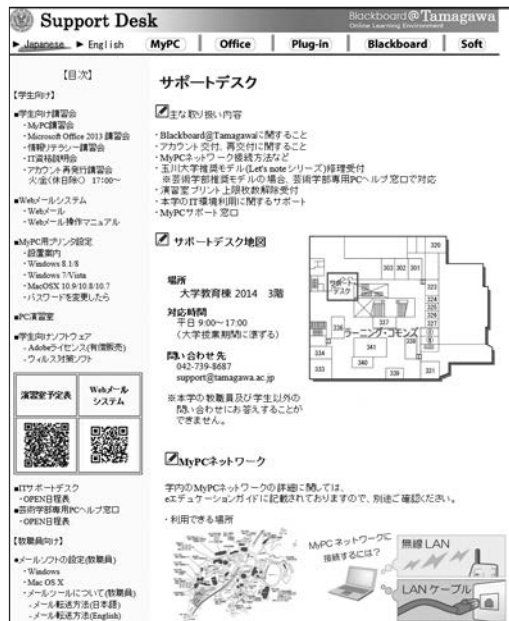 Support Desk
Blackboard@Tamagawa
Online Learning Environment
▶ Japanese ▶ English
MyPC
Office
Plug-in
Blackboard
Soft
【目次】
【学生向け】
■学生向け講習会
・MyPC講習会
・Microsoft Office 2013 講習会
・情報リテラシー講習会
・IT資格説明会
・アカウント再発行講習会
火/金(休日除◇) 17:00～
■Webメールシステム
・Webメール
・Webメール操作マニュアル
■MyPC用プリンタ設定
・設置案内
・Windows 8.1/8
・Windows 7/Vista
・MacOSX 10.9/10.8/10.7
・パスワードを変更したら
■PC演習室
■学生向けソフトウェア
・Adobeライセンス(有償販売)
・ウィルス対策ソフト
演習室予定表
Webメール
システム
■ITサポートデスク
・OPEN日程表
■芸術学部専用PCヘルプ窓口
・OPEN日程表
【教職員向け】
●メールソフトの設定(教職員)
・Windows
・Mac OS X
・メールツールについて(教職員)
- メール転送方法(日本語)
- メール転送方法(English)
サポートデスク
主な取り扱い内容
・Blackboard@Tamagawaに関すること
・アカウント交付、再交付に関すること
・MyPCネットワーク接続方法など
・玉川大学推奨モデル(Let's noteシリーズ)修理受付
※芸術学部推奨モデルの場合、芸術学部専用PCヘルプ窓口で対応
・演習室プリント上限枚数解除受付
・本学のIT環境利用に関するサポート
・MyPCサポート窓口
サポートデスク地図
場所
大学教育棟 2014 3階
対応時間
平日 9:00～17:00
(大学授業期間に準ずる)
問い合わせ先
042-739-8687
support@tamagawa.ac.jp
※本学の教職員及び学生以外の
問い合わせにお答えすることが
できません。
320
303 302 301
サポート
デスク
323
324
325
326
327
337
336
ラーニング・コモンズ
341
334
340
333
339
331
MyPCネットワーク
学内のMyPCネットワークの詳細に関しては、
eエデュケーションガイドに記載されておりますので、別途ご確認ください。
・利用できる場所
MyPC ネットワークに
接続するには?
無線 LAN
LAN ケーブル